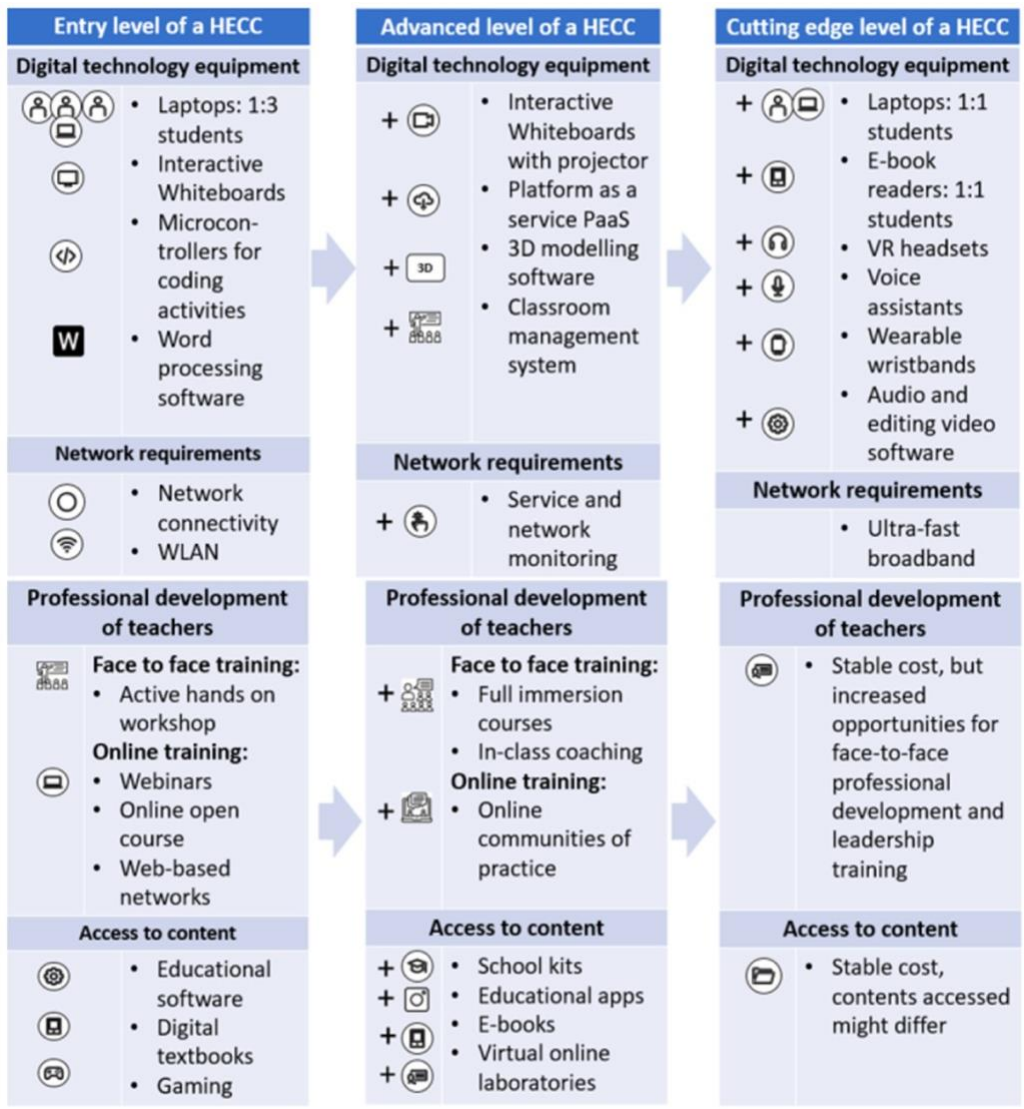 Entry level of a HECC
Digital technology equipment
• Laptops: 1:3
students
• Interactive
Whiteboards
• Microcon-
trollers for
coding
activities
</>
W
• Word
processing
software
Network requirements
• Network
connectivity
• WLAN
Professional development
of teachers
Face to face training:
• Active hands on
workshop
Online training:
• Webinars
• Online open
course
• Web-based
networks
Access to content
• Educational
software
• Digital
textbooks
• Gaming
Advanced level of a HECC
Digital technology equipment
+
• Interactive
Whiteboards
with projector
+
• Platform as a
service PaaS
+ 3D
• 3D modelling
software
+
• Classroom
management
system
Network requirements
+
• Service and
network
monitoring
Professional development
of teachers
Face to face training:
+
• Full immersion
courses
• In-class coaching
Online training:
+
• Online
communities of
practice
Access to content
+ • School kits
+ • Educational apps
+ • E-books
+ • Virtual online
laboratories
Cutting edge level of a HECC
Digital technology equipment
+ • Laptops: 1:1
students
+ • E-book
readers: 1:1
students
+ • VR headsets
+ • Voice
assistants
+ • Wearable
wristbands
+ • Audio and
editing video
software
Network requirements
• Ultra-fast
broadband
Professional development
of teachers
• Stable cost, but
increased
opportunities for
face-to-face
professional
development and
leadership
training
Access to content
• Stable cost,
contents accessed
might differ